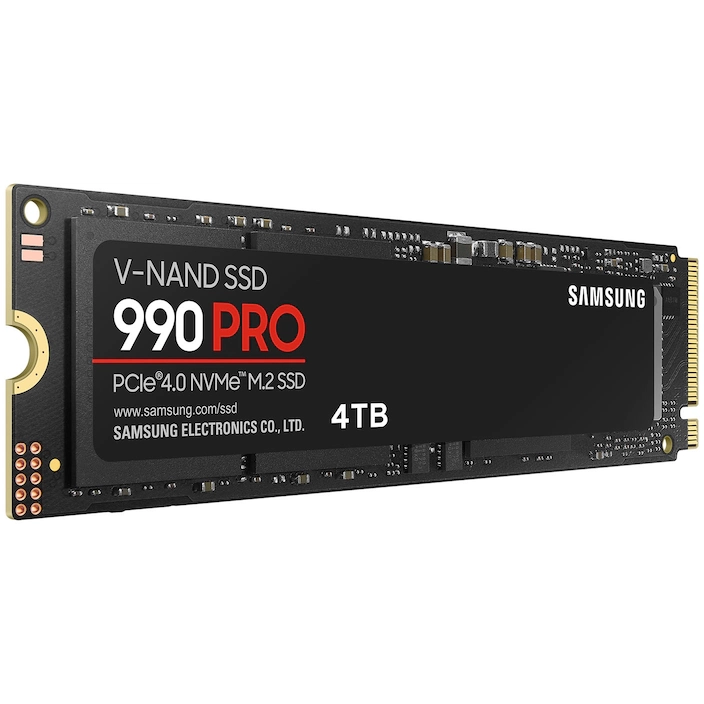 V-NAND SSD
990 PRO
PCIe®4.0 NVMe™ M.2 SSD
www.samsung.com/ssd
SAMSUNG ELECTRONICS CO., LTD.
4TB
SAMSUNG